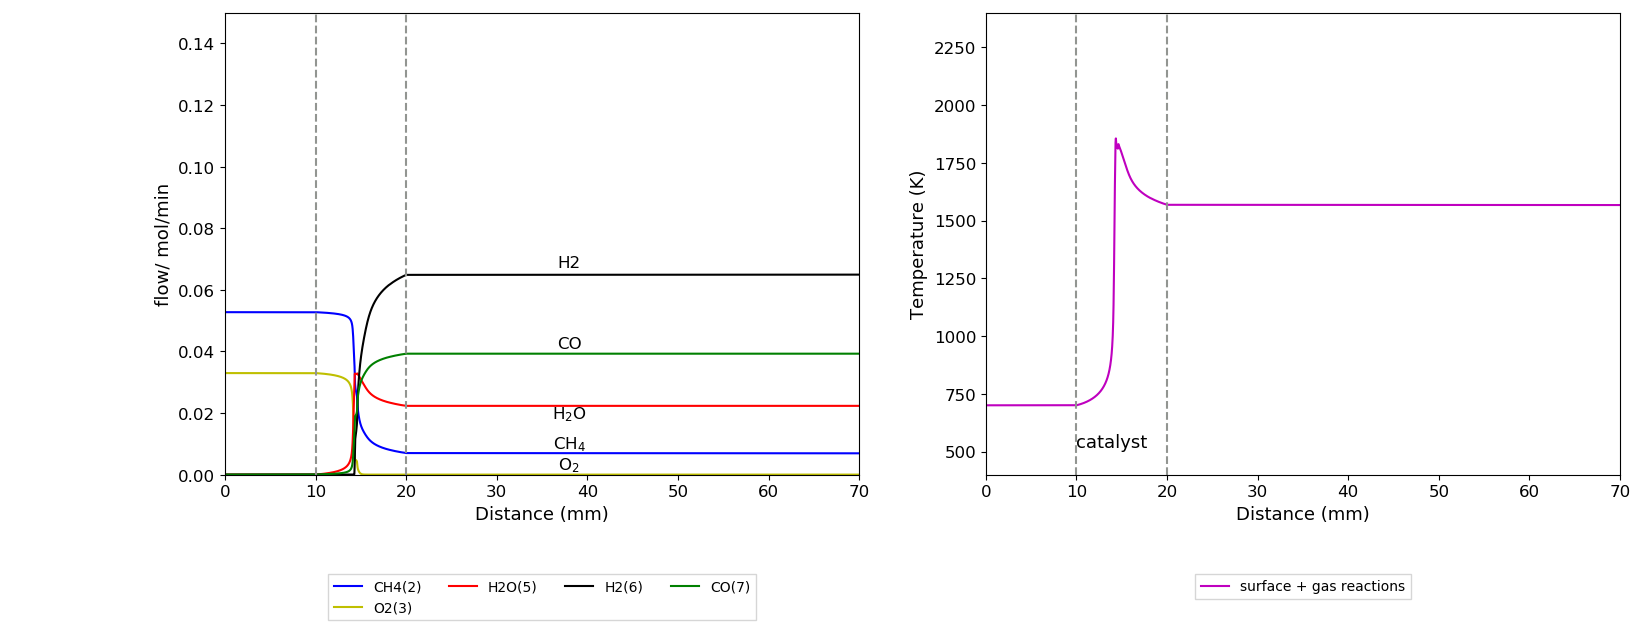 0.14
0.12
0.10
0.08
0.06
0.04
0.02
0.00
flow/ mol/min
H2
CO
H₂O
CH₄
O₂
0 10 20 30 40 50 60 70
Distance (mm)
CH4(2) H2O(5) H2(6) CO(7)
O2(3)
2250
2000
1750
1500
1250
1000
750
500
Temperature (K)
catalyst
0 10 20 30 40 50 60 70
Distance (mm)
surface + gas reactions